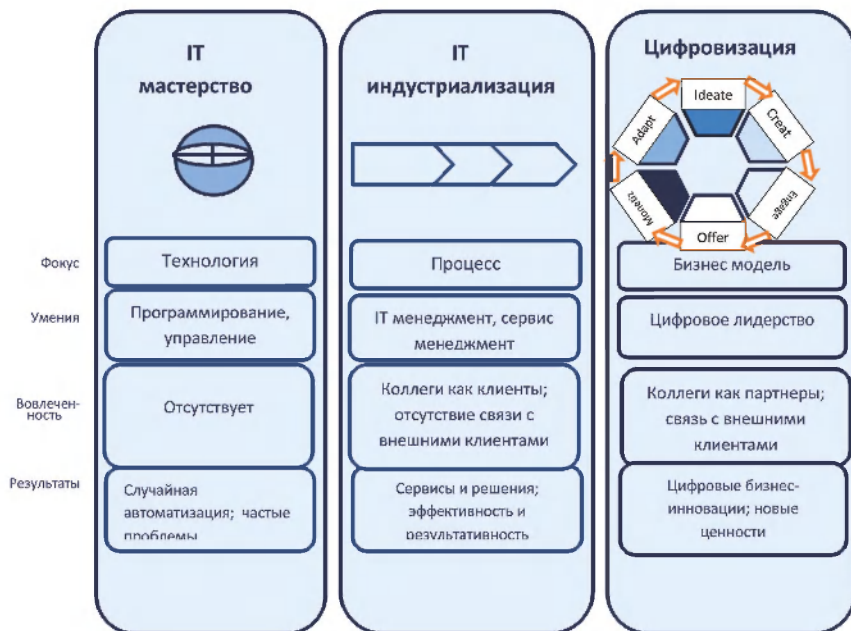 IT
мастерство
IT
индустриализация
Цифровизация
Ideate
Creat
Engage
Offer
Monetiz
Adapt
Фокус
Технология
Процесс
Бизнес модель
Умения
Программирование,
управление
IT менеджмент, сервис
менеджмент
Цифровое лидерство
Вовлечен-
ность
Отсутствует
Коллеги как клиенты;
отсутствие связи с
внешними клиентами
Коллеги как партнеры;
связь с внешними
клиентами
Результаты
Случайная
автоматизация; частые
проблемы
Сервисы и решения;
эффективность и
результативность
Цифровые бизнес-
инновации; новые
ценности